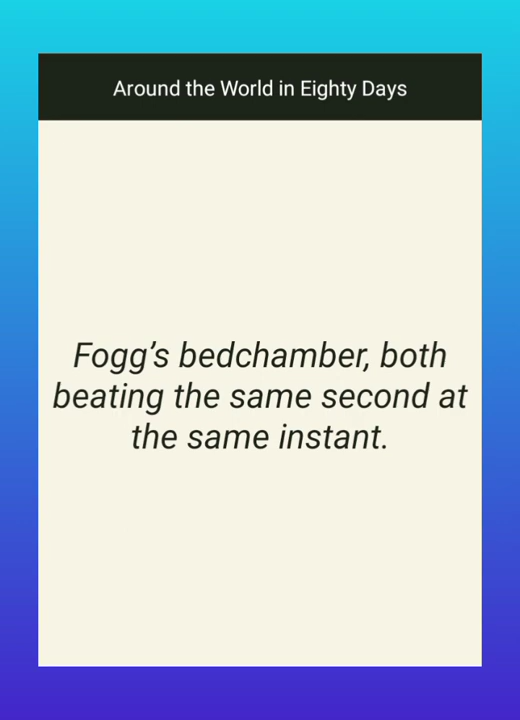 Around the World in Eighty Days
Fogg’s bedchamber, both
beating the same second at
the same instant.